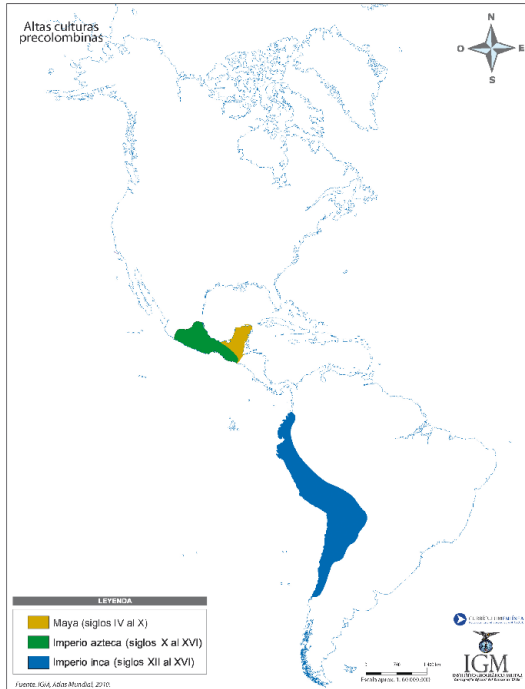 Altas culturas
precolombinas
N
O
E
S
LEYENDA
Maya (siglos IV al X)
Imperio azteca (siglos X al XVI)
Imperio inca (siglos XII al XVI)
Fuente. IGM, Atlas Mundial, 2010.
0
IGM